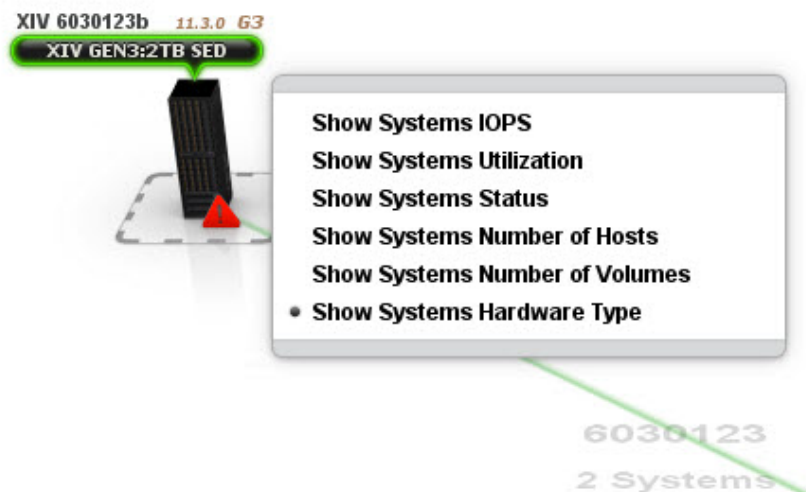 XIV 6030123b 11.3.0 G3
XIV GEN3:2TB SED
Show Systems IOPS
Show Systems Utilization
Show Systems Status
Show Systems Number of Hosts
Show Systems Number of Volumes
Show Systems Hardware Type
6030123
2 Systems